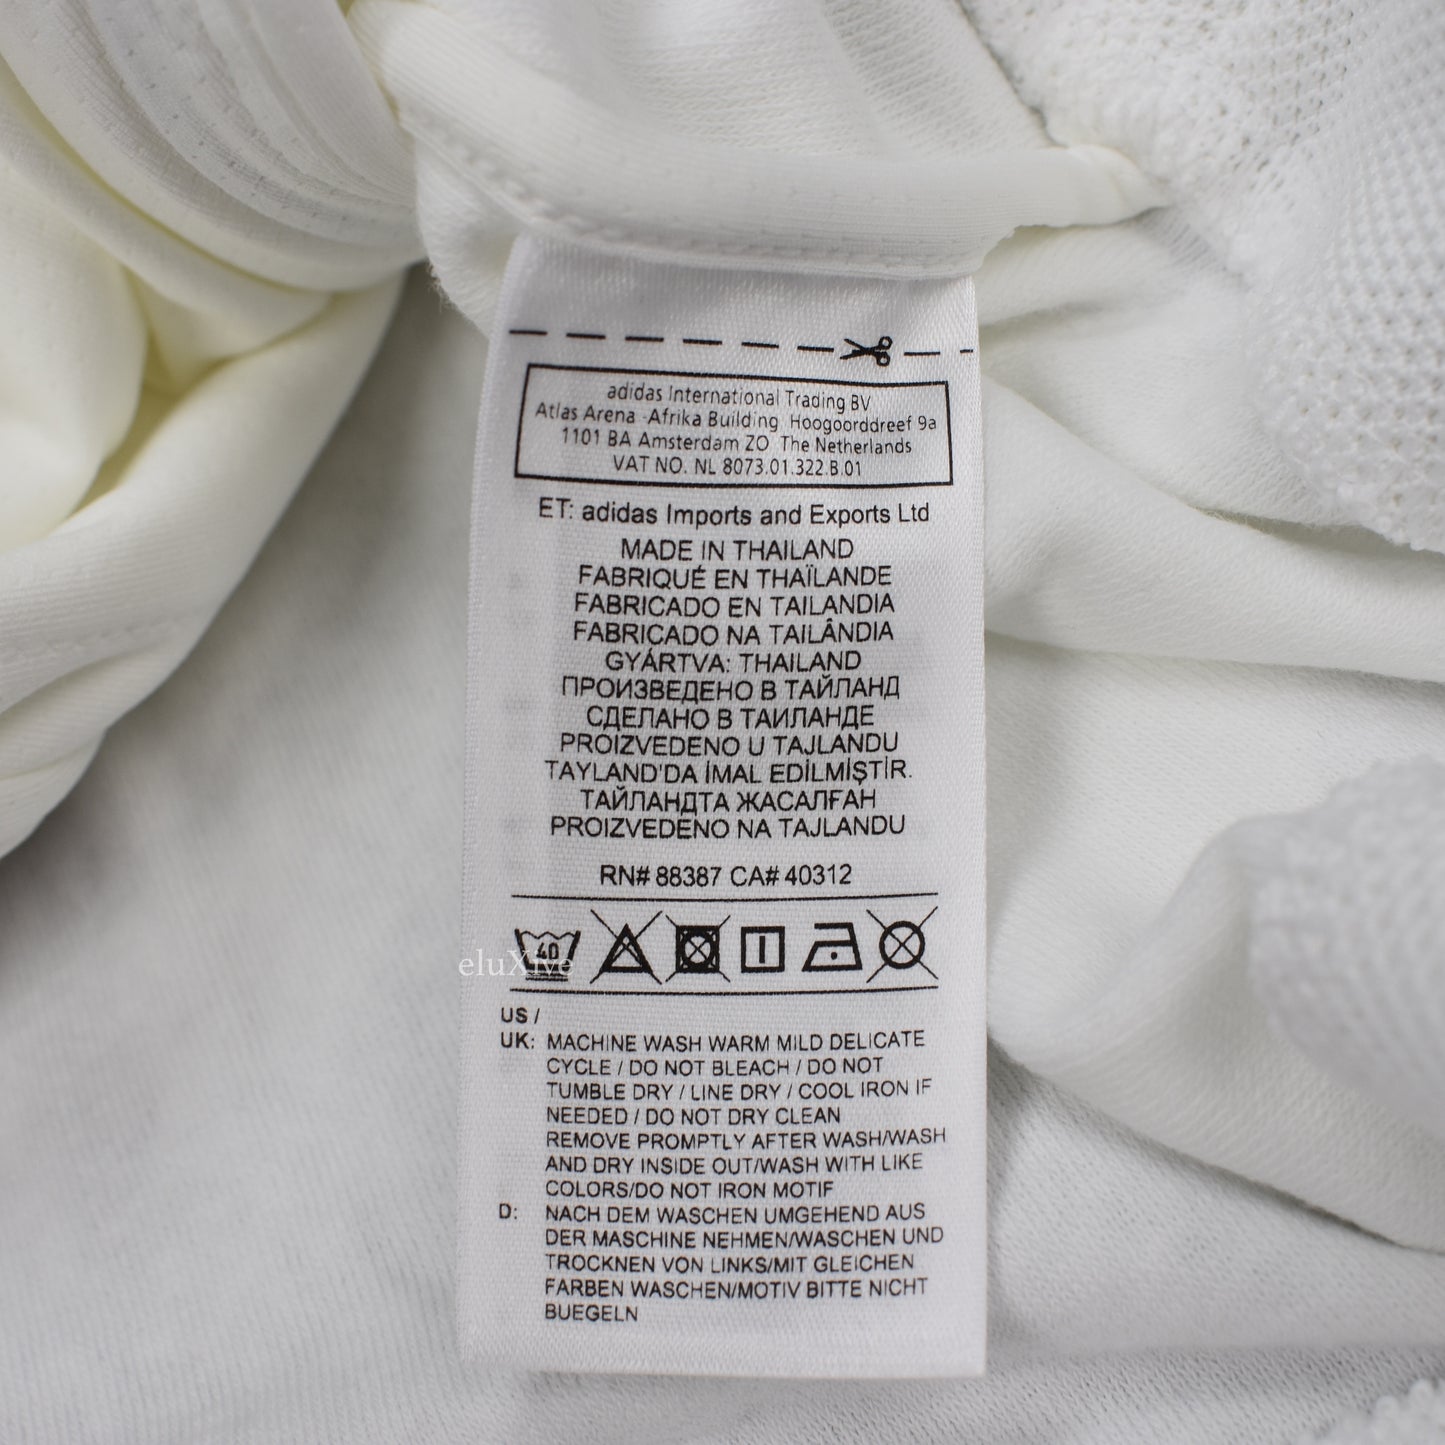 adidas International Trading BV
Atlas Arena -Afrika Building Hoogoorddreef 9a
1101 BA Amsterdam ZO The Netherlands
VAT NO. NL 8073.01.322.B.01
ET: adidas Imports and Exports Ltd
MADE IN THAILAND
FABRIQUÉ EN THAÏLANDE
FABRICADO EN TAILANDIA
FABRICADO NA TAILÂNDIA
GYÁRTVA: THAILAND
ПРОИЗВЕДЕНО В ТАЙЛАНД
СДЕЛАНО В ТАИЛАНДЕ
PROIZVEDENO U TAJLANDU
TAYLAND'DA İMAL EDİLMİŞTİR.
ТАЙЛАНДТА ЖАСАЛҒАН
PROIZVEDENO NA TAJLANDU
RN# 88387 CA# 40312
40
eluXive
US /
UK: MACHINE WASH WARM MILD DELICATE
CYCLE / DO NOT BLEACH / DO NOT
TUMBLE DRY / LINE DRY / COOL IRON IF
NEEDED / DO NOT DRY CLEAN
REMOVE PROMPTLY AFTER WASH/WASH
AND DRY INSIDE OUT/WASH WITH LIKE
COLORS/DO NOT IRON MOTIF
D: NACH DEM WASCHEN UMGEHEND AUS
DER MASCHINE NEHMEN/WASCHEN UND
TROCKNEN VON LINKS/MIT GLEICHEN
FARBEN WASCHEN/MOTIV BITTE NICHT
BUEGELN